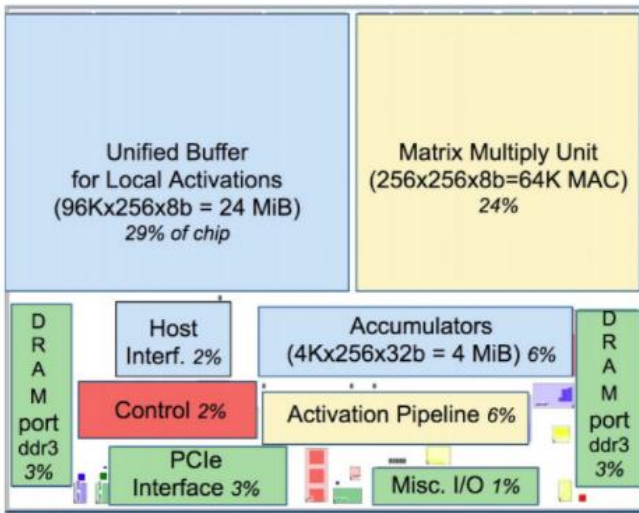 Unified Buffer
for Local Activations
(96Kx256x8b = 24 MiB)
29% of chip
Matrix Multiply Unit
(256x256x8b=64K MAC)
24%
D
R
A
M
port
ddr3
3%
Host
Interf. 2%
Accumulators
(4Kx256x32b = 4 MiB) 6%
D
R
A
M
port
ddr3
3%
Control 2%
Activation Pipeline 6%
PCIe
Interface 3%
Misc. I/O 1%